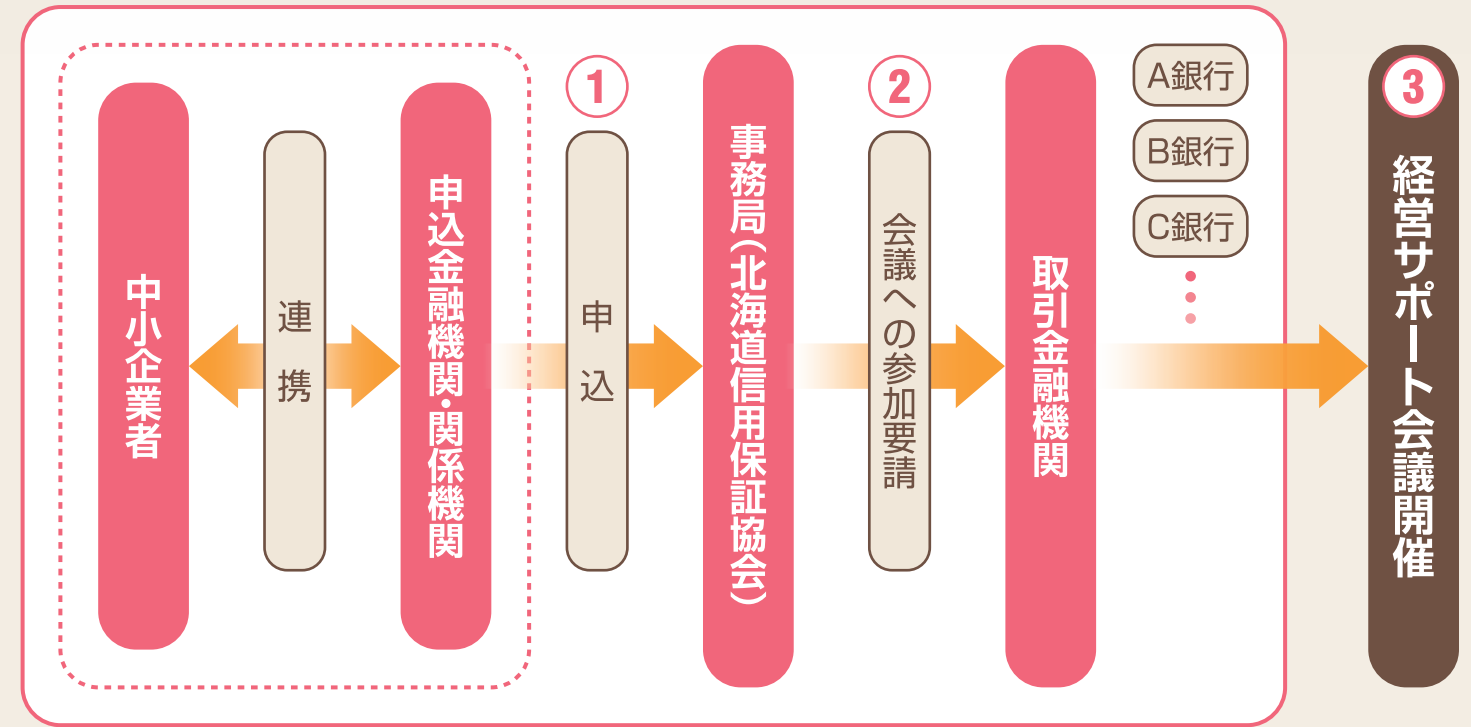 中小企業者
連携
申込金融機関・関係機関
1
申込
事務局(北海道信用保証協会)
2
会議への参加要請
取引金融機関
A銀行
B銀行
C銀行
3
経営サポート会議開催